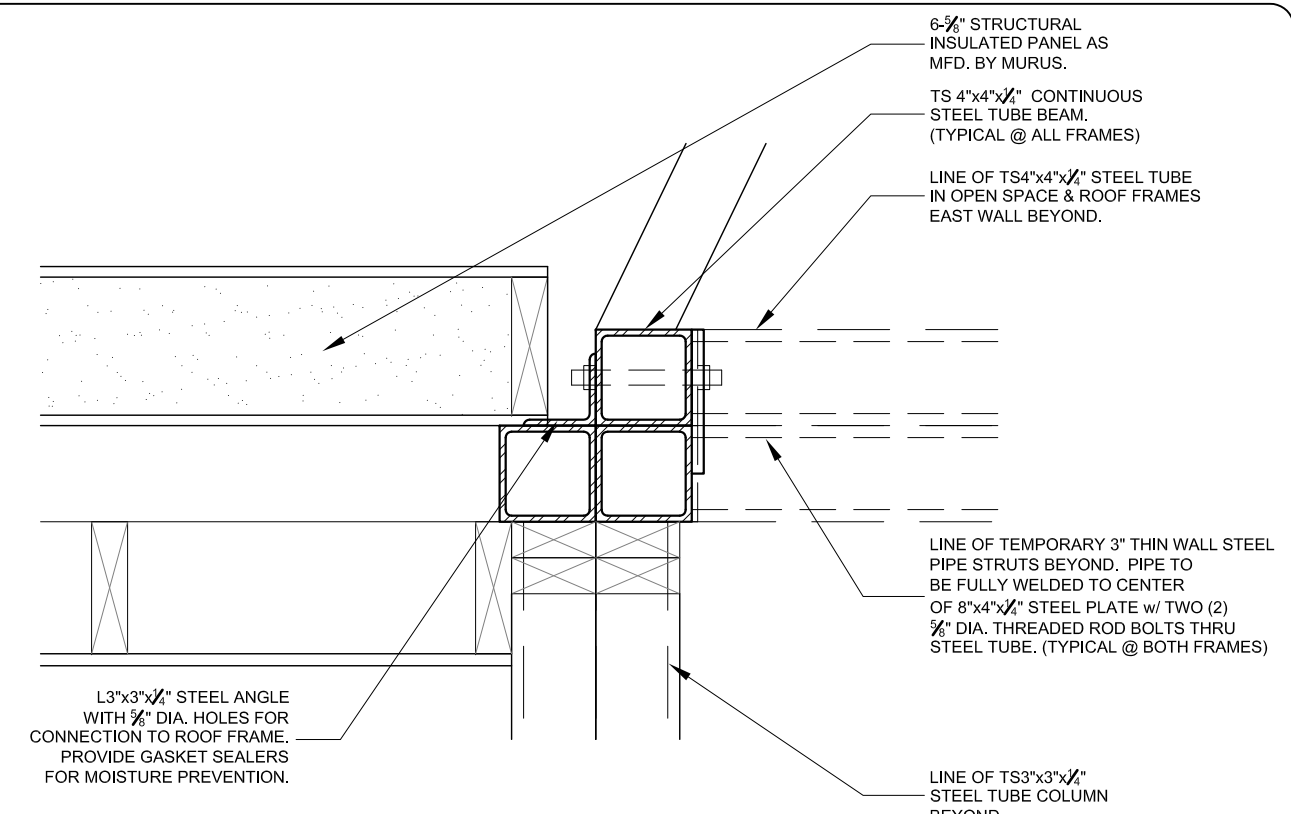 6-5/8" STRUCTURAL
INSULATED PANEL AS
MFD. BY MURUS.
TS 4"x4"x1/4" CONTINUOUS
STEEL TUBE BEAM.
(TYPICAL @ ALL FRAMES)
LINE OF TS4"x4"x1/4" STEEL TUBE
IN OPEN SPACE & ROOF FRAMES
EAST WALL BEYOND.
LINE OF TEMPORARY 3" THIN WALL STEEL
PIPE STRUTS BEYOND. PIPE TO
BE FULLY WELDED TO CENTER
OF 8"x4"x1/4" STEEL PLATE w/ TWO (2)
5/8" DIA. THREADED ROD BOLTS THRU
STEEL TUBE. (TYPICAL @ BOTH FRAMES)
L3"x3"x1/4" STEEL ANGLE
WITH 5/8" DIA. HOLES FOR
CONNECTION TO ROOF FRAME.
PROVIDE GASKET SEALERS
FOR MOISTURE PREVENTION.
LINE OF TS3"x3"x1/4"
STEEL TUBE COLUMN
BEYOND